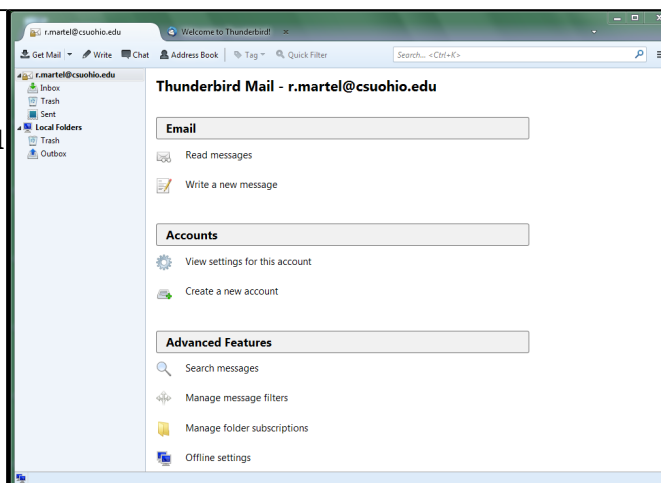 r.martel@csuohio.edu Welcome to Thunderbird!
Get Mail Write Chat Address Book Tag Quick Filter Search... <Ctrl+K>
r.martel@csuohio.edu
Inbox
Trash
Sent
Local Folders
Trash
Outbox
Thunderbird Mail - r.martel@csuohio.edu
Email
Read messages
Write a new message
Accounts
View settings for this account
Create a new account
Advanced Features
Search messages
Manage message filters
Manage folder subscriptions
Offline settings